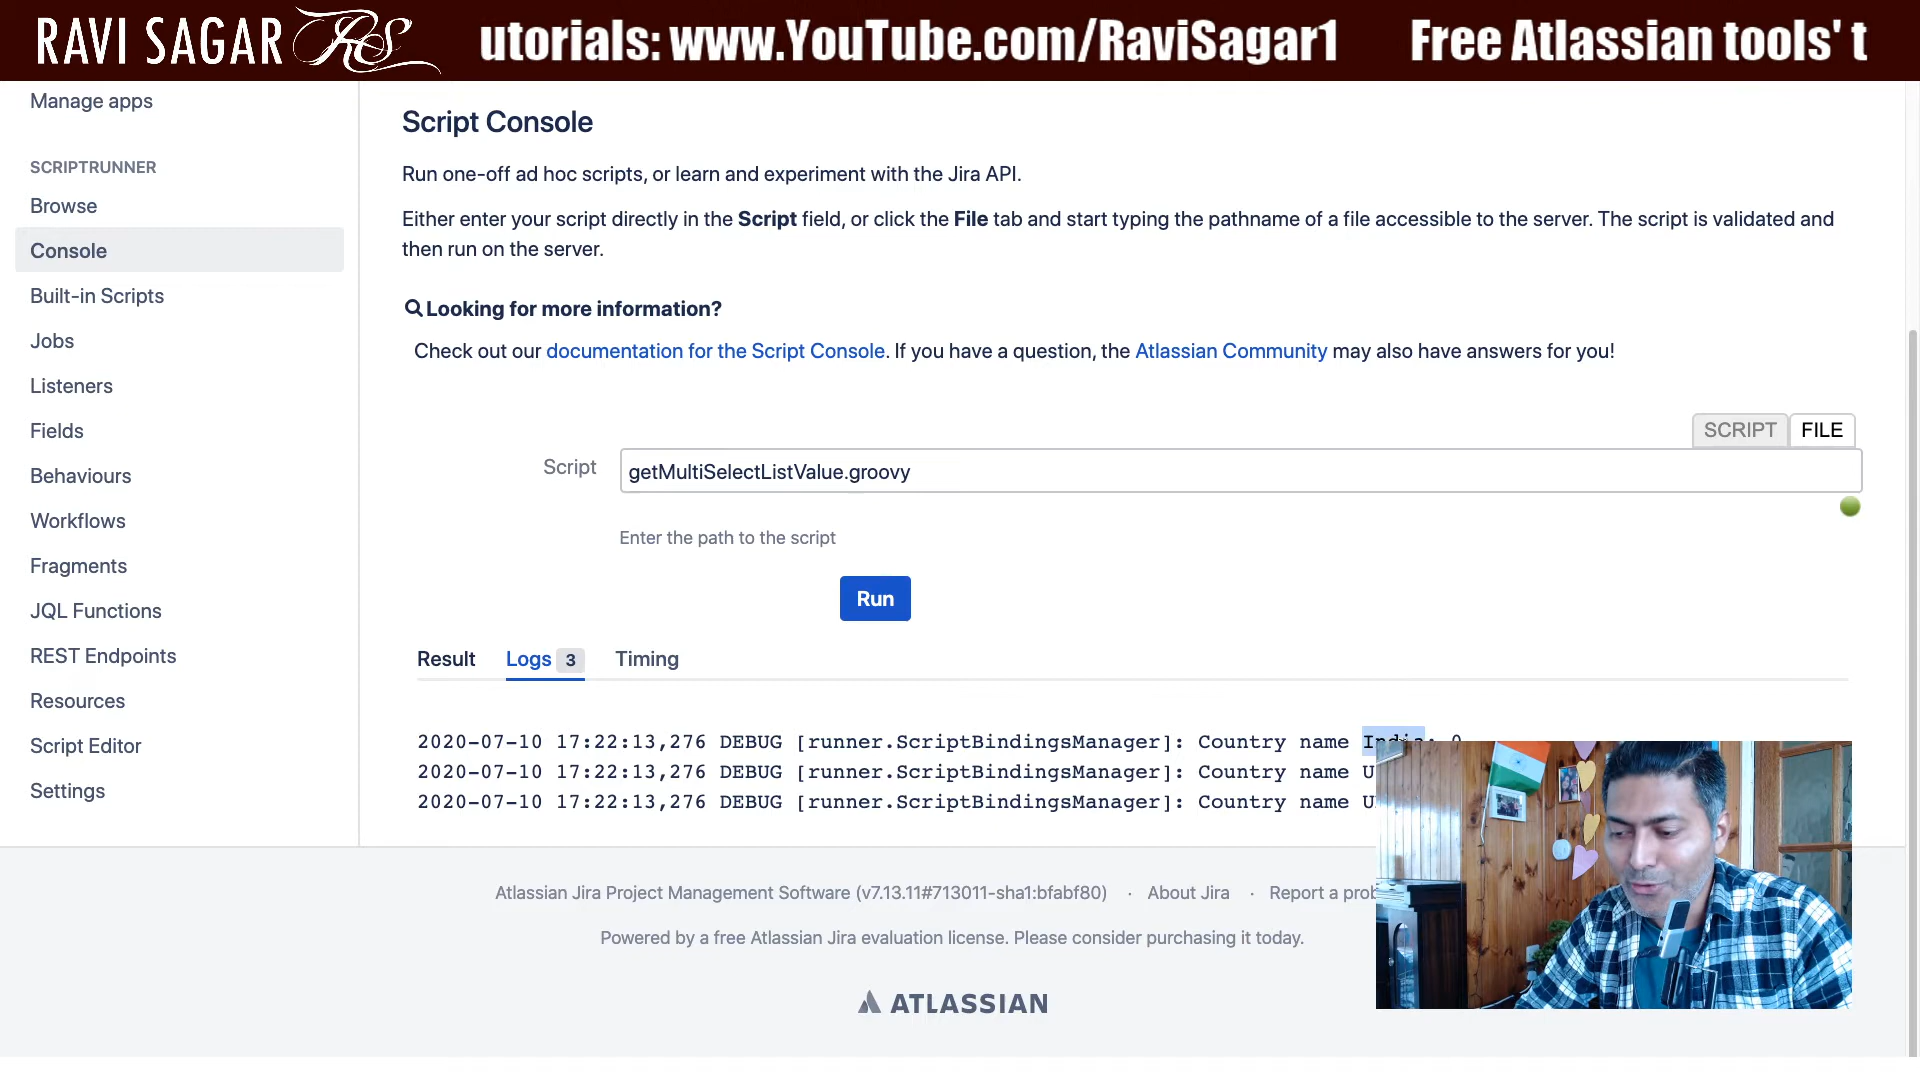 RAVI SAGAR RS
utorials: www.YouTube.com/RaviSagar1 Free Atlassian tools' t
Manage apps
SCRIPTRUNNER
Browse
Console
Built-in Scripts
Jobs
Listeners
Fields
Behaviours
Workflows
Fragments
JQL Functions
REST Endpoints
Resources
Script Editor
Settings
Script Console
Run one-off ad hoc scripts, or learn and experiment with the Jira API.
Either enter your script directly in the Script field, or click the File tab and start typing the pathname of a file accessible to the server. The script is validated and
then run on the server.
Looking for more information?
Check out our documentation for the Script Console. If you have a question, the Atlassian Community may also have answers for you!
SCRIPT FILE
Script getMultiSelectListValue.groovy
Enter the path to the script
Run
Result Logs 3 Timing
2020-07-10 17:22:13,276 DEBUG [runner.ScriptBindingsManager]: Country name India: 0
2020-07-10 17:22:13,276 DEBUG [runner.ScriptBindingsManager]: Country name U
2020-07-10 17:22:13,276 DEBUG [runner.ScriptBindingsManager]: Country name U
Atlassian Jira Project Management Software (v7.13.11#713011-sha1:bfabf80) · About Jira · Report a prob
Powered by a free Atlassian Jira evaluation license. Please consider purchasing it today.
ATLASSIAN